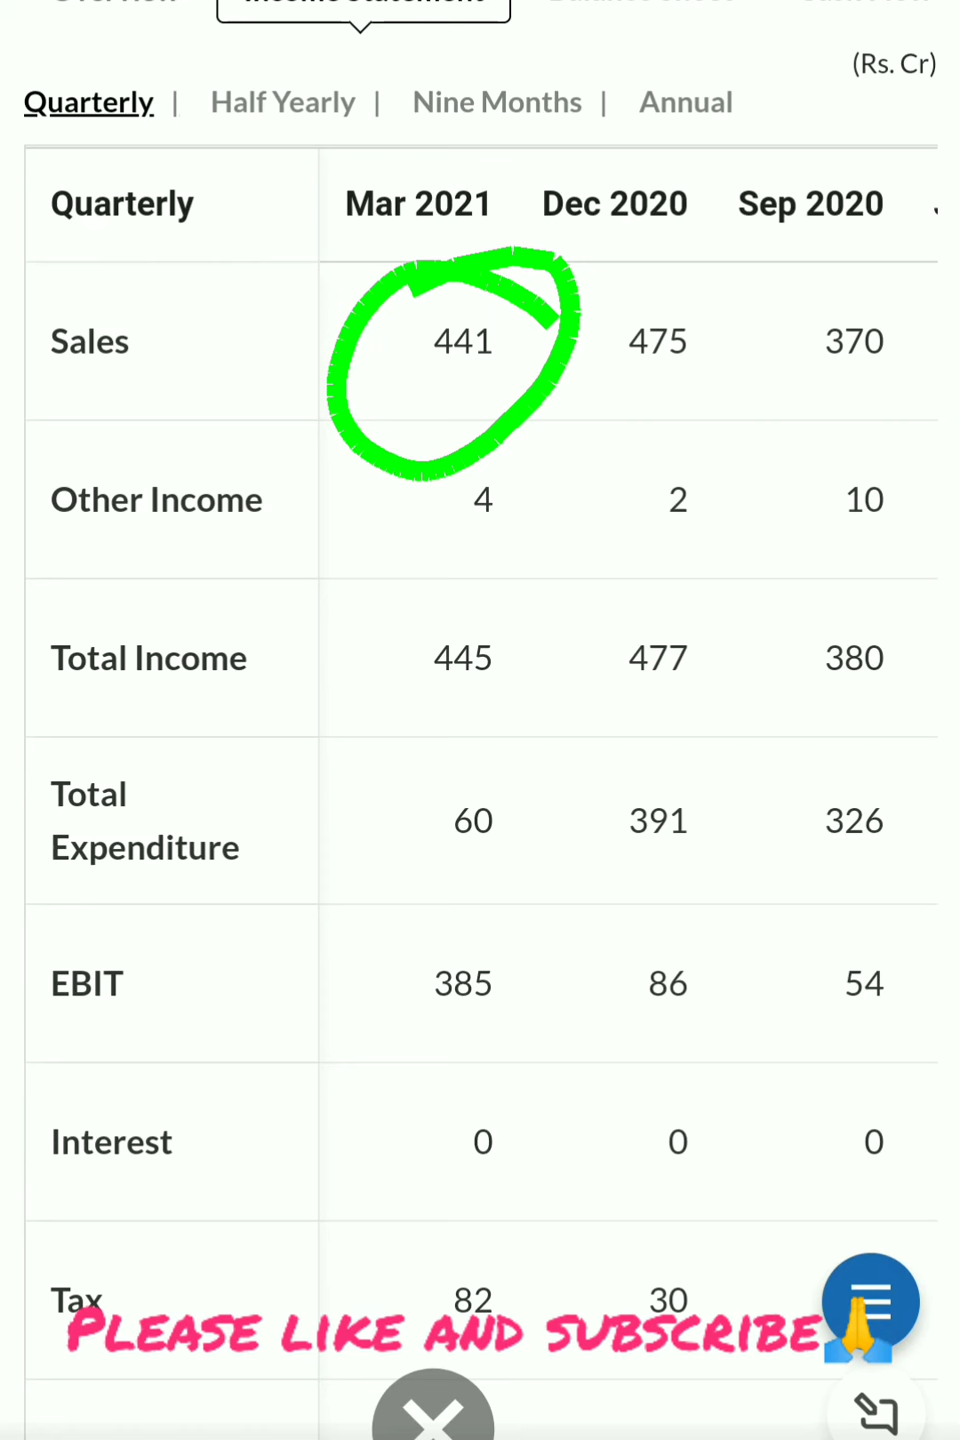 (Rs. Cr)
Quarterly | Half Yearly | Nine Months | Annual
Quarterly Mar 2021 Dec 2020 Sep 2020
Sales 441 475 370
Other Income 4 2 10
Total Income 445 477 380
Total
Expenditure 60 391 326
EBIT 385 86 54
Interest 0 0 0
Tax 82 30
PLEASE LIKE AND SUBSCRIBE🙏